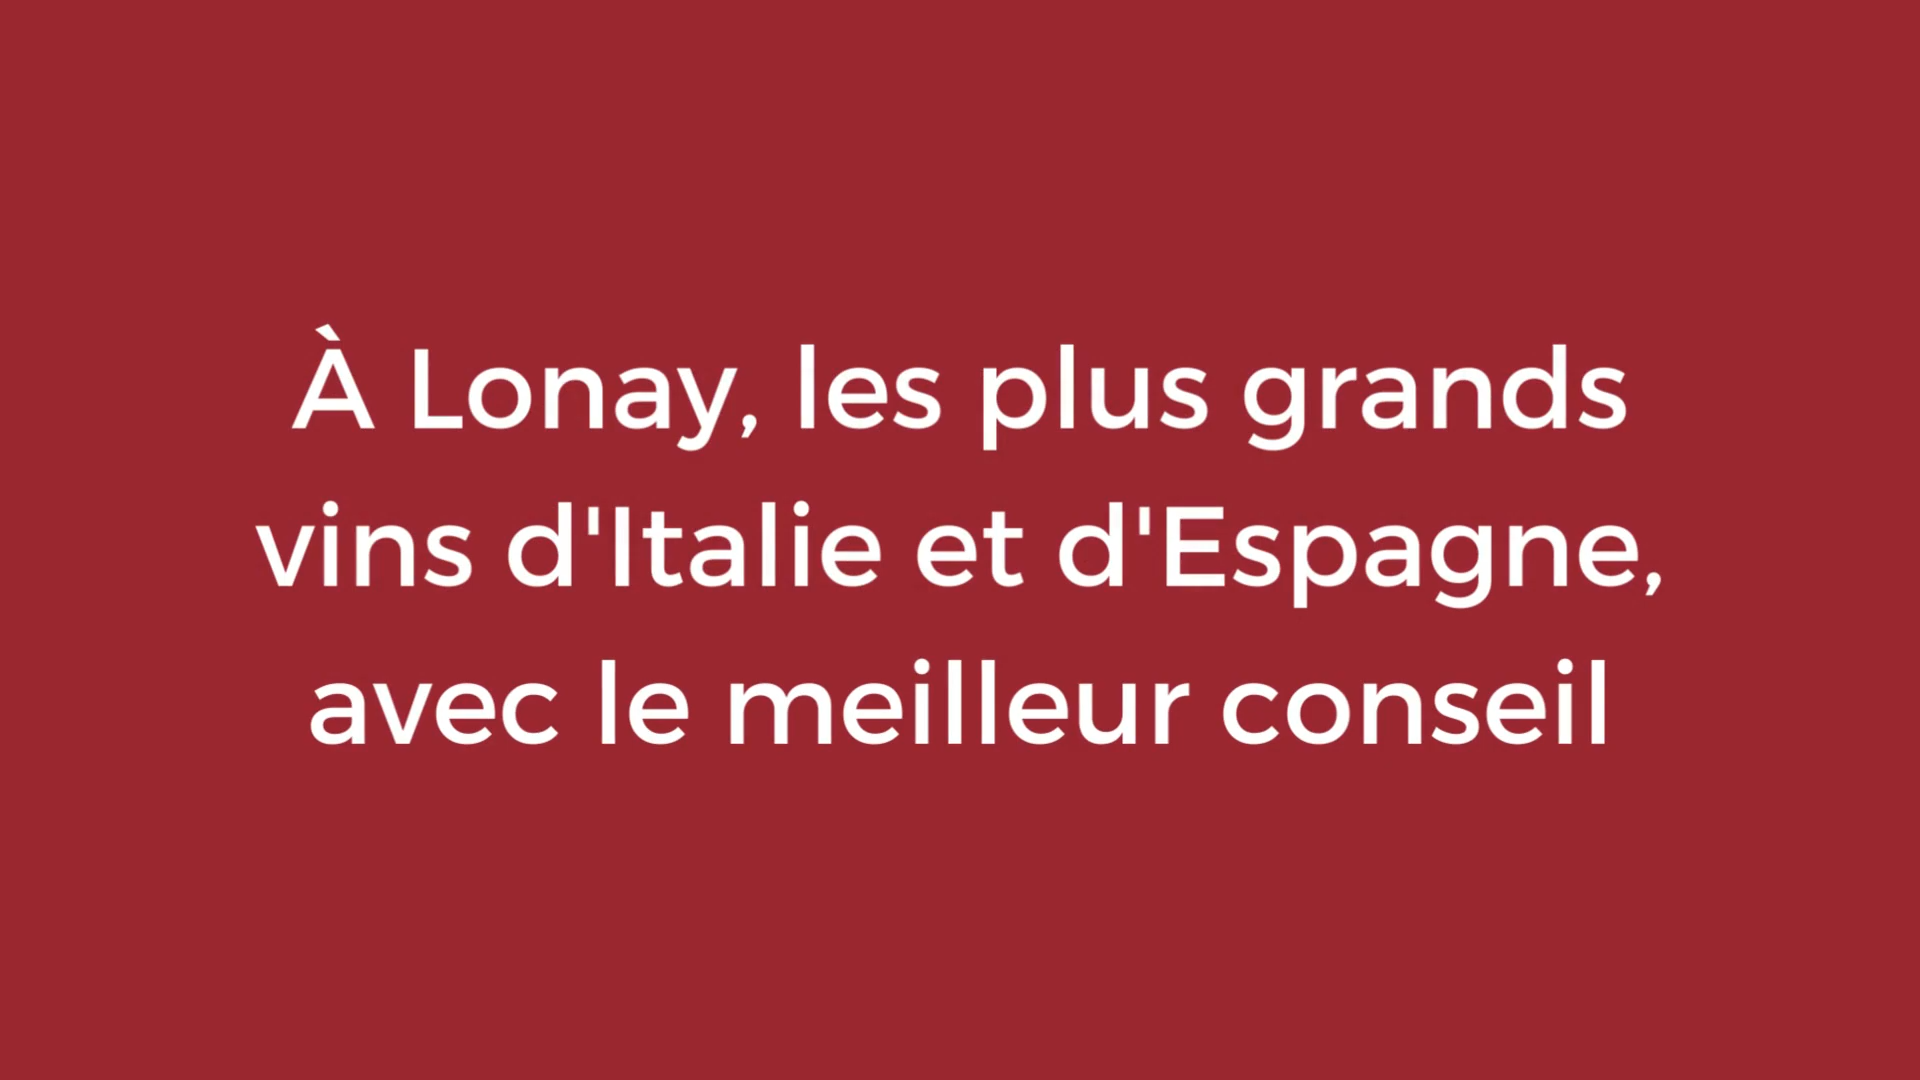 À Lonay, les plus grands
vins d'Italie et d'Espagne,
avec le meilleur conseil